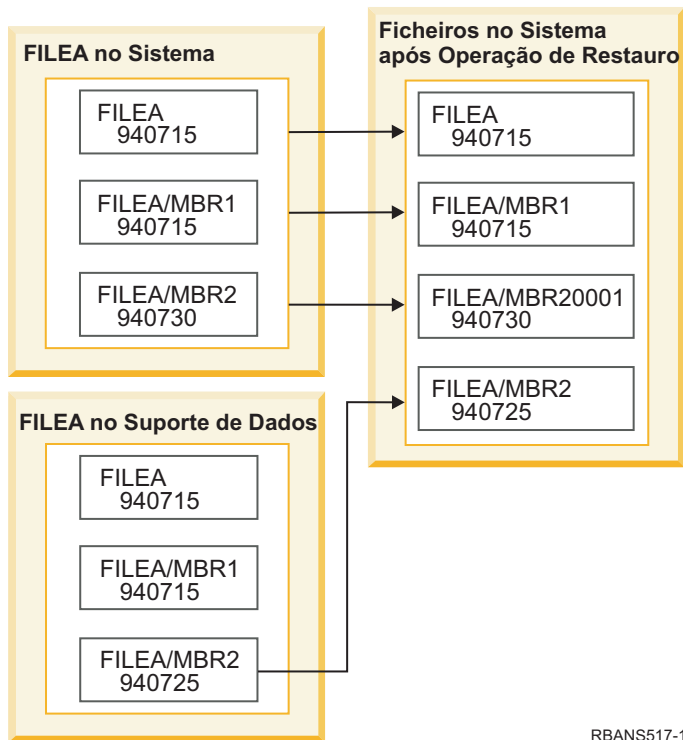 FILEA no Sistema
FILEA
940715
FILEA/MBR1
940715
FILEA/MBR2
940730
FILEA no Suporte de Dados
FILEA
940715
FILEA/MBR1
940715
FILEA/MBR2
940725
Ficheiros no Sistema
após Operação de Restauro
FILEA
940715
FILEA/MBR1
940715
FILEA/MBR20001
940730
FILEA/MBR2
940725
RBANS517-1